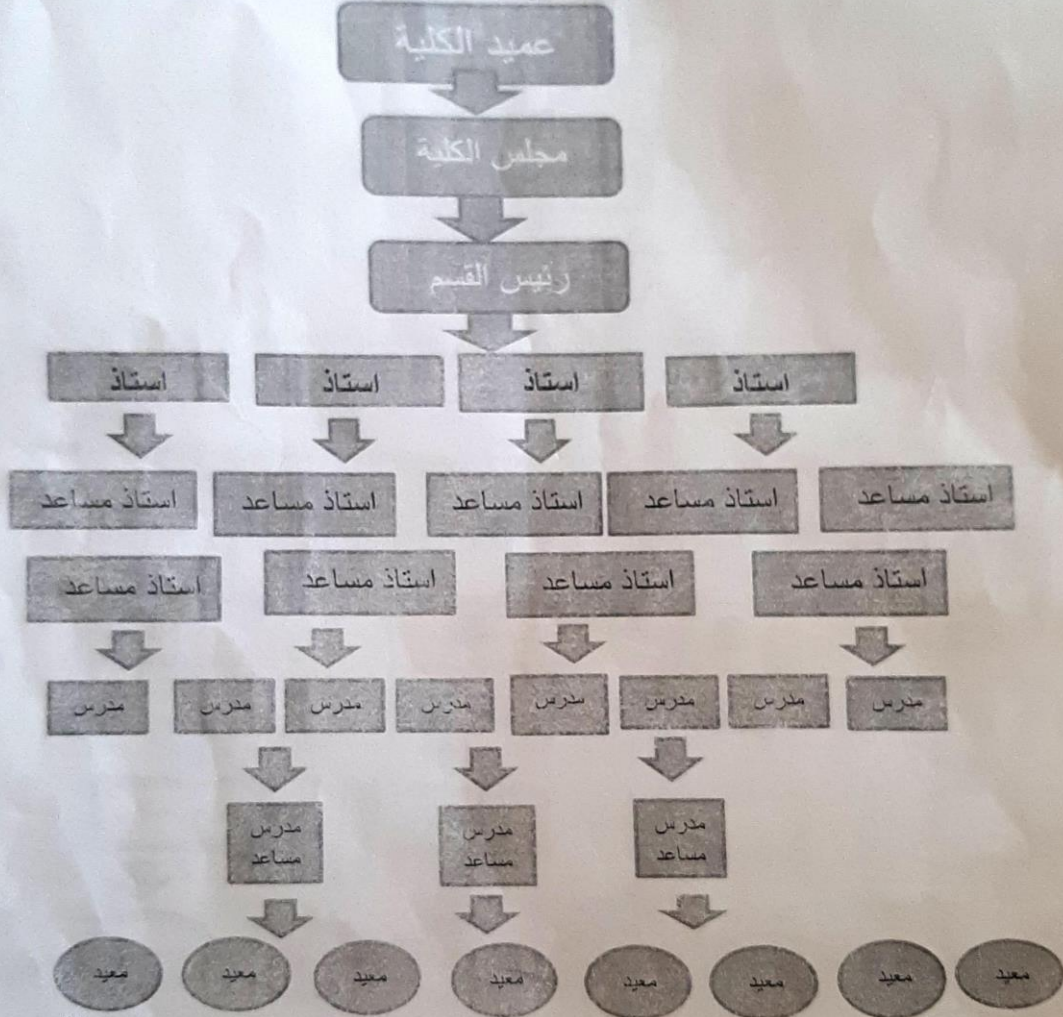 عميد الكلية
مجلس الكلية
رئيس القسم
استاذ
استاذ
استاذ
استاذ
استاذ مساعد
استاذ مساعد
استاذ مساعد
استاذ مساعد
استاذ مساعد
استاذ مساعد
استاذ مساعد
استاذ مساعد
استاذ مساعد
مدرس
مدرس
مدرس
مدرس
مدرس
مدرس
مدرس
مدرس
مدرس
مساعد
مدرس
مساعد
مدرس
مساعد
معيد
معيد
معيد
معيد
معيد
معيد
معيد
معيد